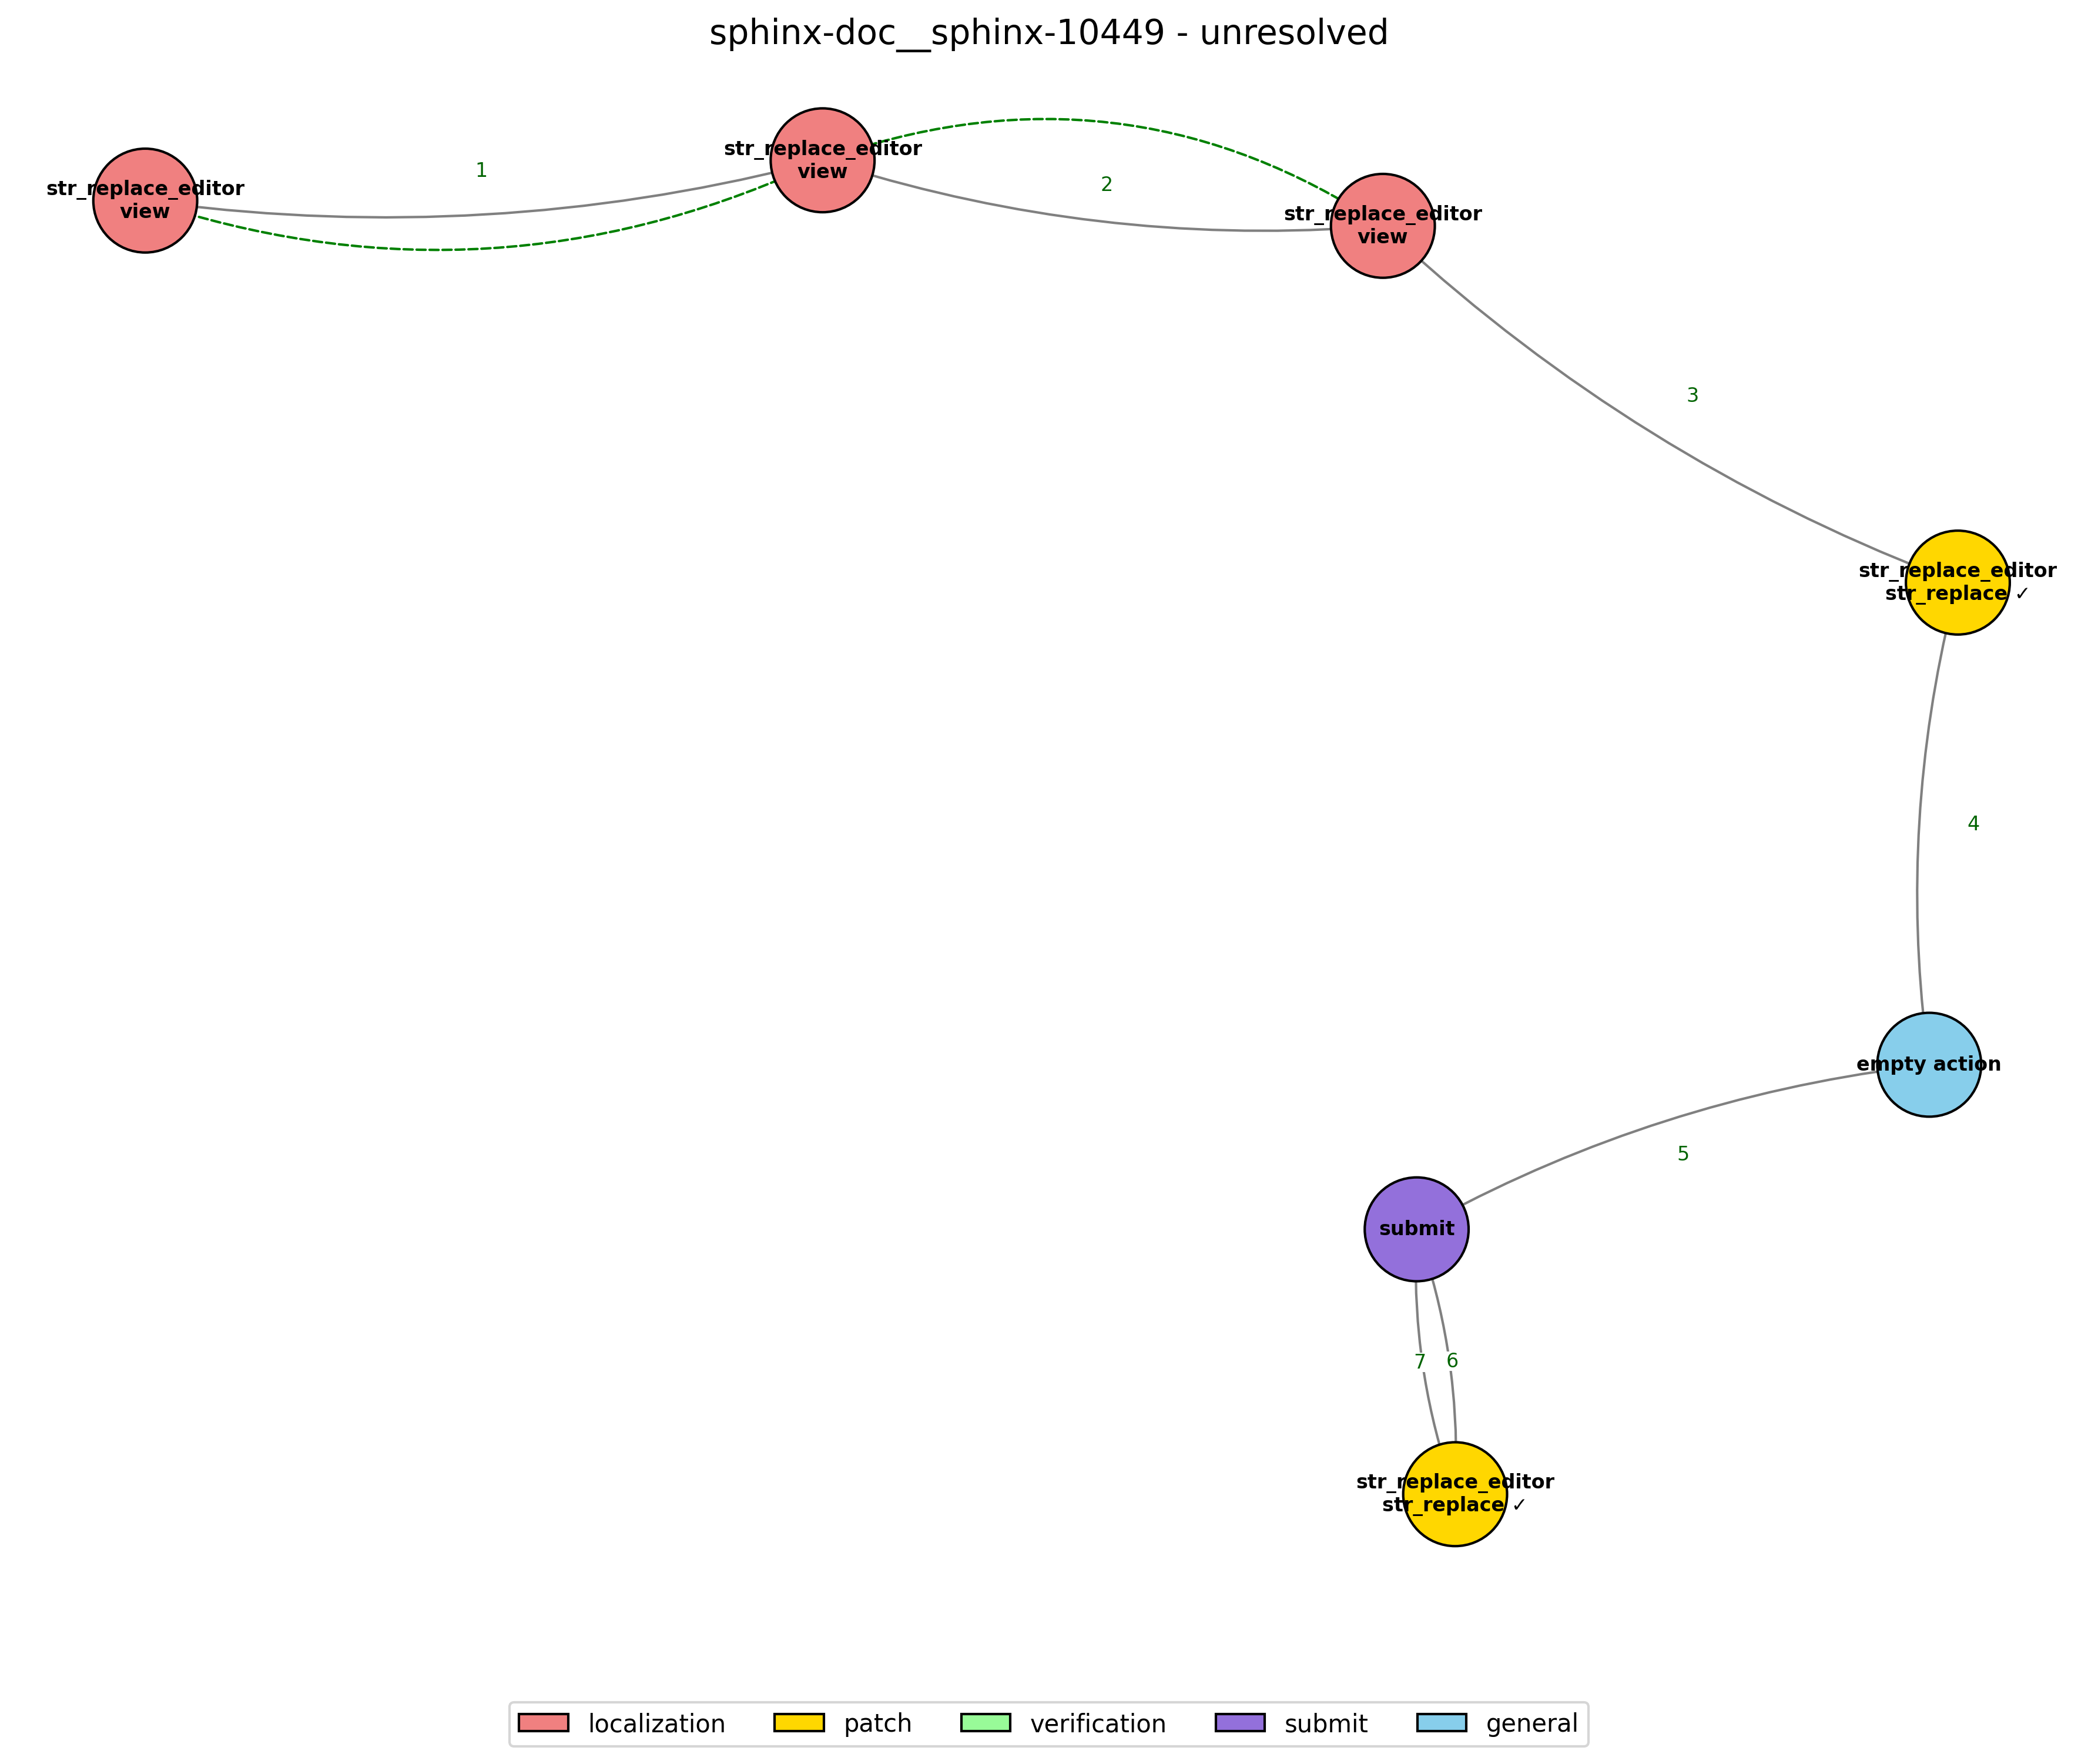 sphinx-doc__sphinx-10449 - unresolved
str_replace_editor
view
1
str_replace_editor
view
2
str_replace_editor
view
3
str_replace_editor
str_replace ✓
4
empty action
5
submit
7
6
str_replace_editor
str_replace ✓
localization
patch
verification
submit
general